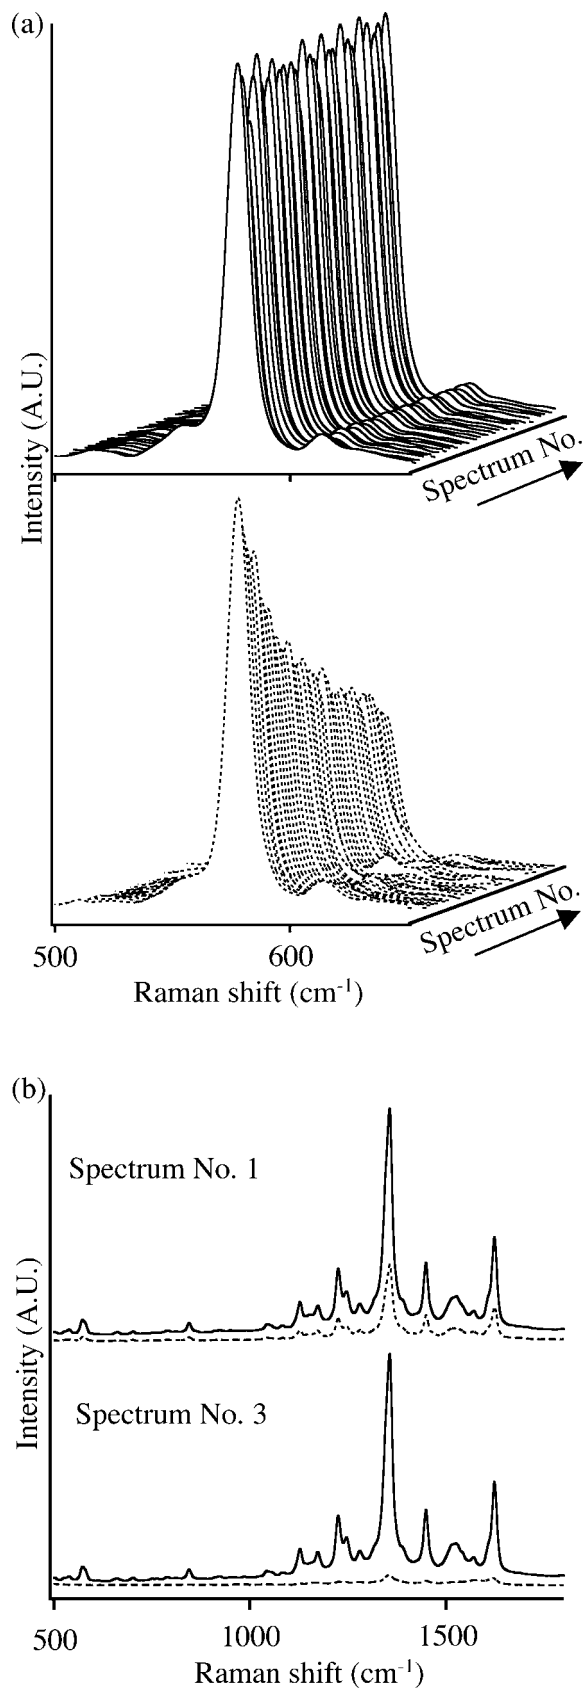 (a)
Intensity (A.U.)
Spectrum No.
Spectrum No.
500 600
Raman shift (cm⁻¹)
(b)
Intensity (A.U.)
Spectrum No. 1
Intensity (A.U.)
Spectrum No. 3
500 1000 1500
Raman shift (cm⁻¹)